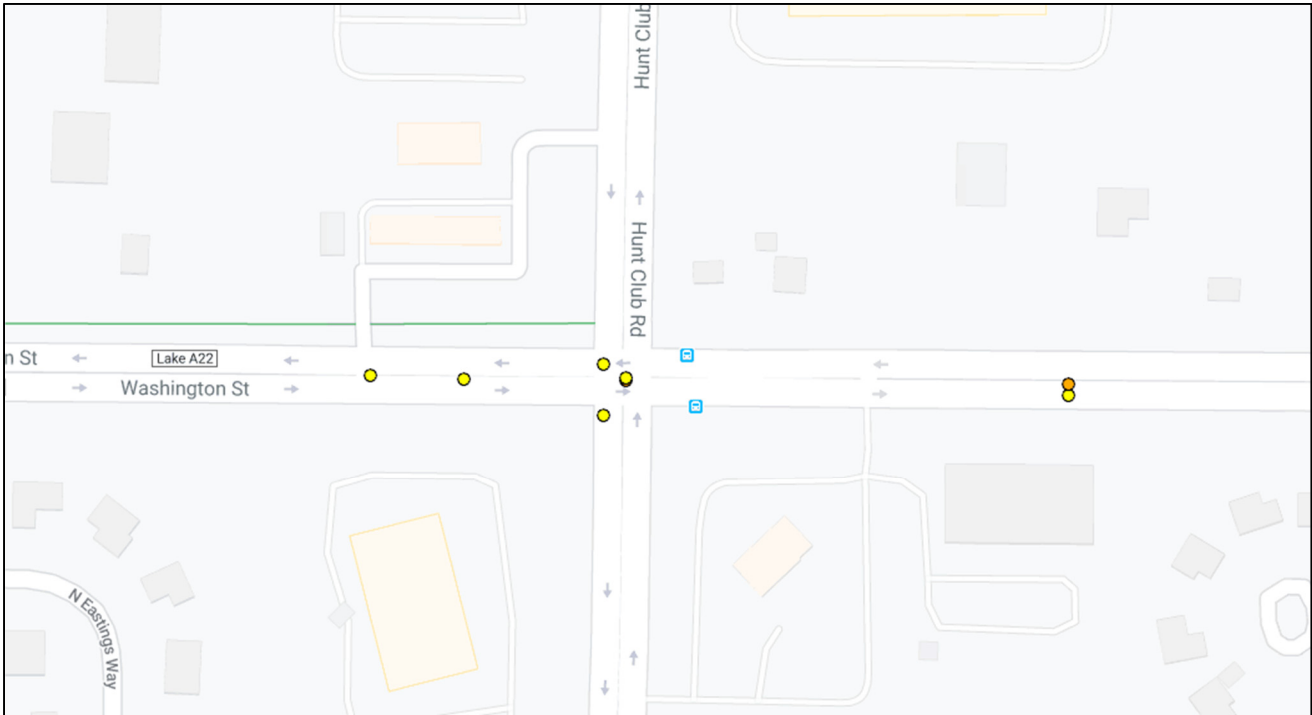 Hunt Club
Hunt Club Rd
n St
Lake A22
Washington St
N Eastings Way